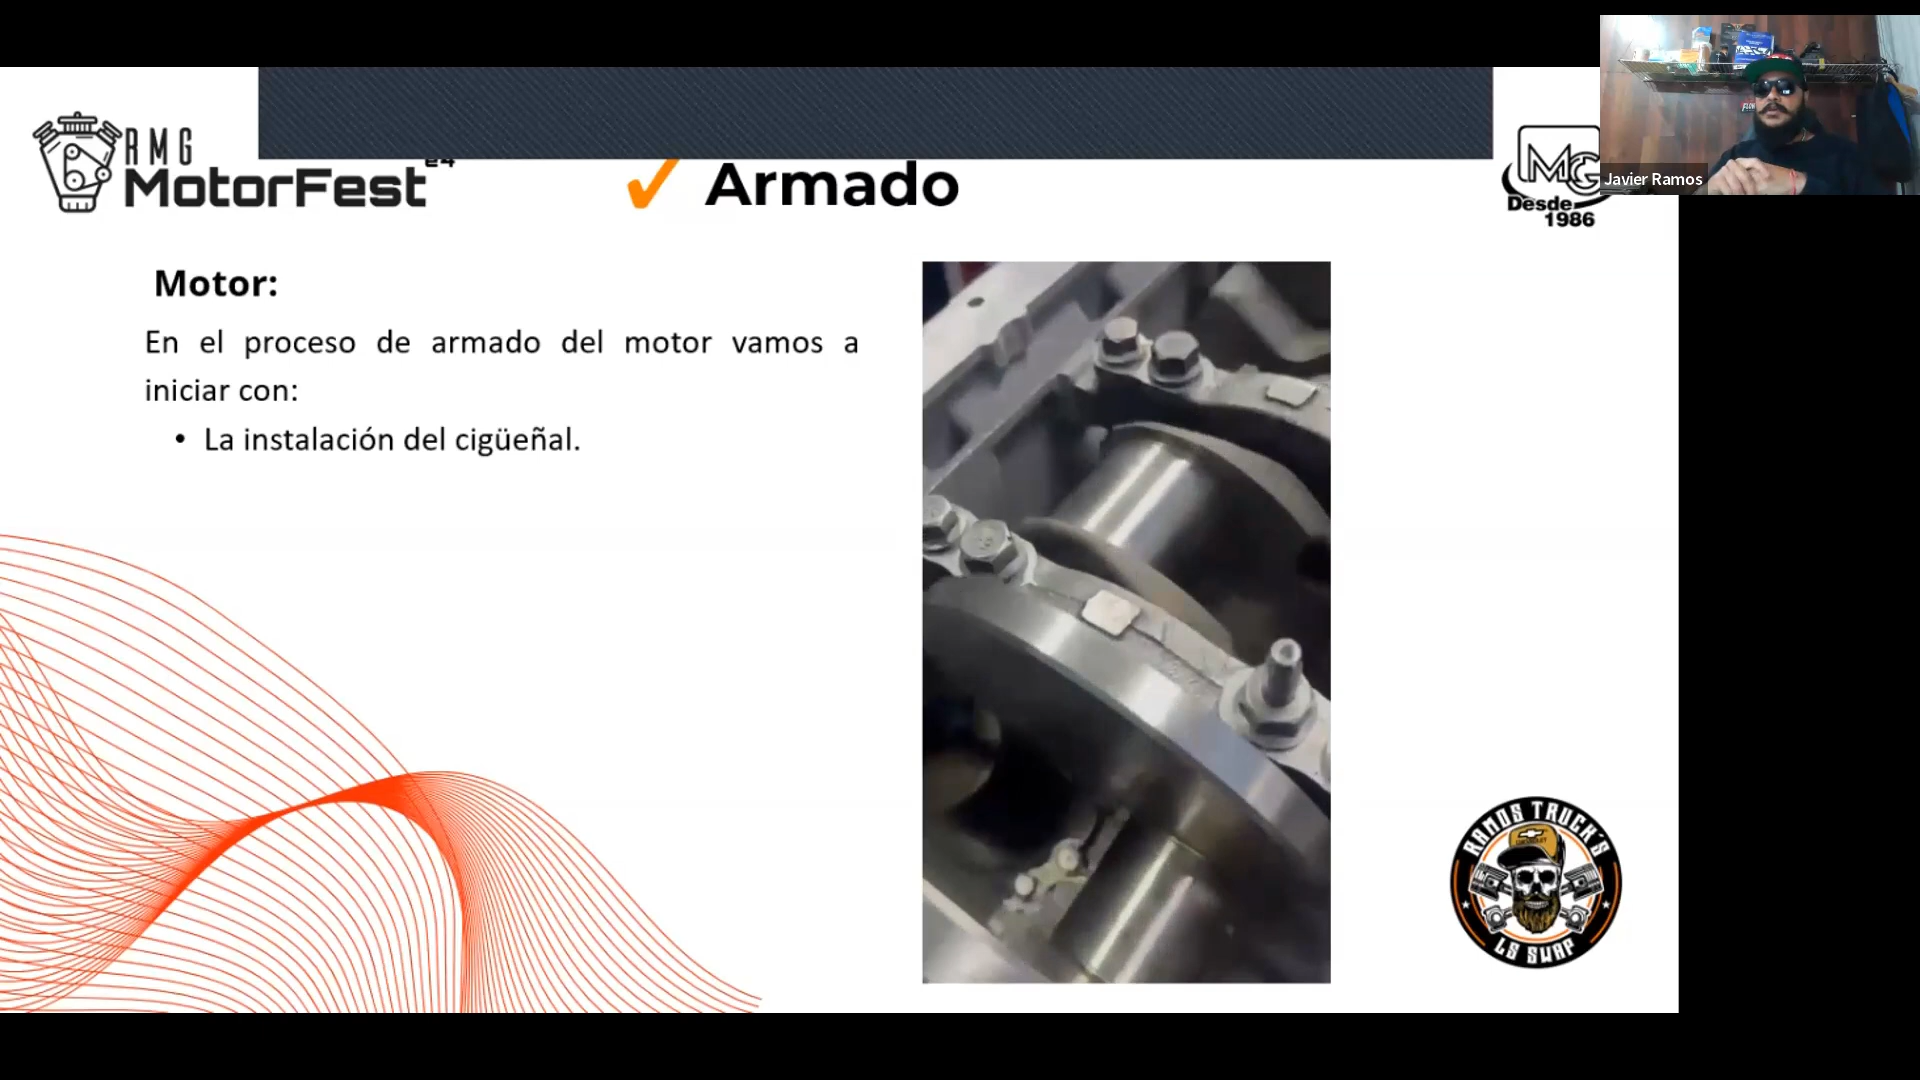 RMG
MotorFest
✓ Armado
MG
Desde
1986
Javier Ramos
Motor:
En el proceso de armado del motor vamos a
iniciar con:
• La instalación del cigüeñal.
RAMOS TRUCK'S
LS SWAP